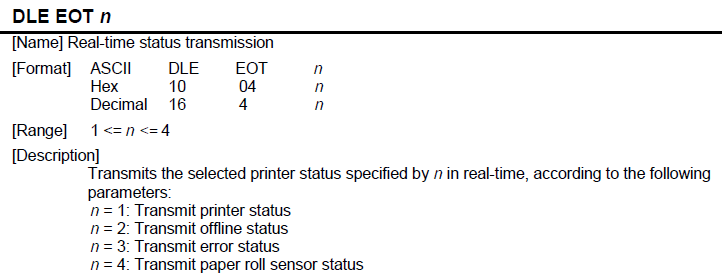 DLE EOT n
[Name] Real-time status transmission
[Format] ASCII DLE EOT n
Hex 10 04 n
Decimal 16 4 n
[Range] 1 <= n <= 4
[Description]
Transmits the selected printer status specified by n in real-time, according to the following
parameters:
n = 1: Transmit printer status
n = 2: Transmit offline status
n = 3: Transmit error status
n = 4: Transmit paper roll sensor status